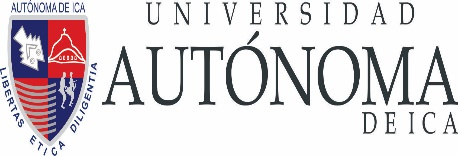 AUTÓNOMA DE ICA
LIBERTAS ETICA DILIGENTIA
UNIVERSIDAD
AUTÓNOMA
DE ICA